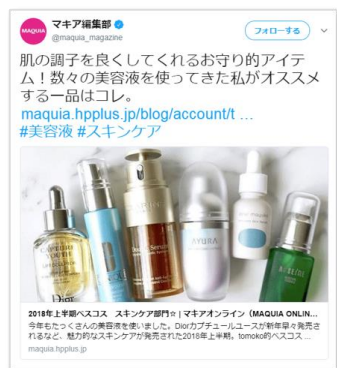 マキア編集部
@maquia_magazine
フォローする
MAQUIA
肌の調子を良くしてくれるお守り的アイテ
ム！数々の美容液を使ってきた私がオススメ
する一品はコレ。
maquia.hpplus.jp/blog/account/t …
#美容液 #スキンケア
CAPTURE
YOUTH
Dior
Double Serum
AYURA
2018年上半期ベスコス　スキンケア部門☆ | マキアオンライン（MAQUIA ONLIN…
今年もたっくさんの美容液を使いました。Diorカプチュールユースが新年早々発売さ
れるなど、魅力的なスキンケアが発売された2018年上半期。tomoko的ベスコス ...
maquia.hpplus.jp